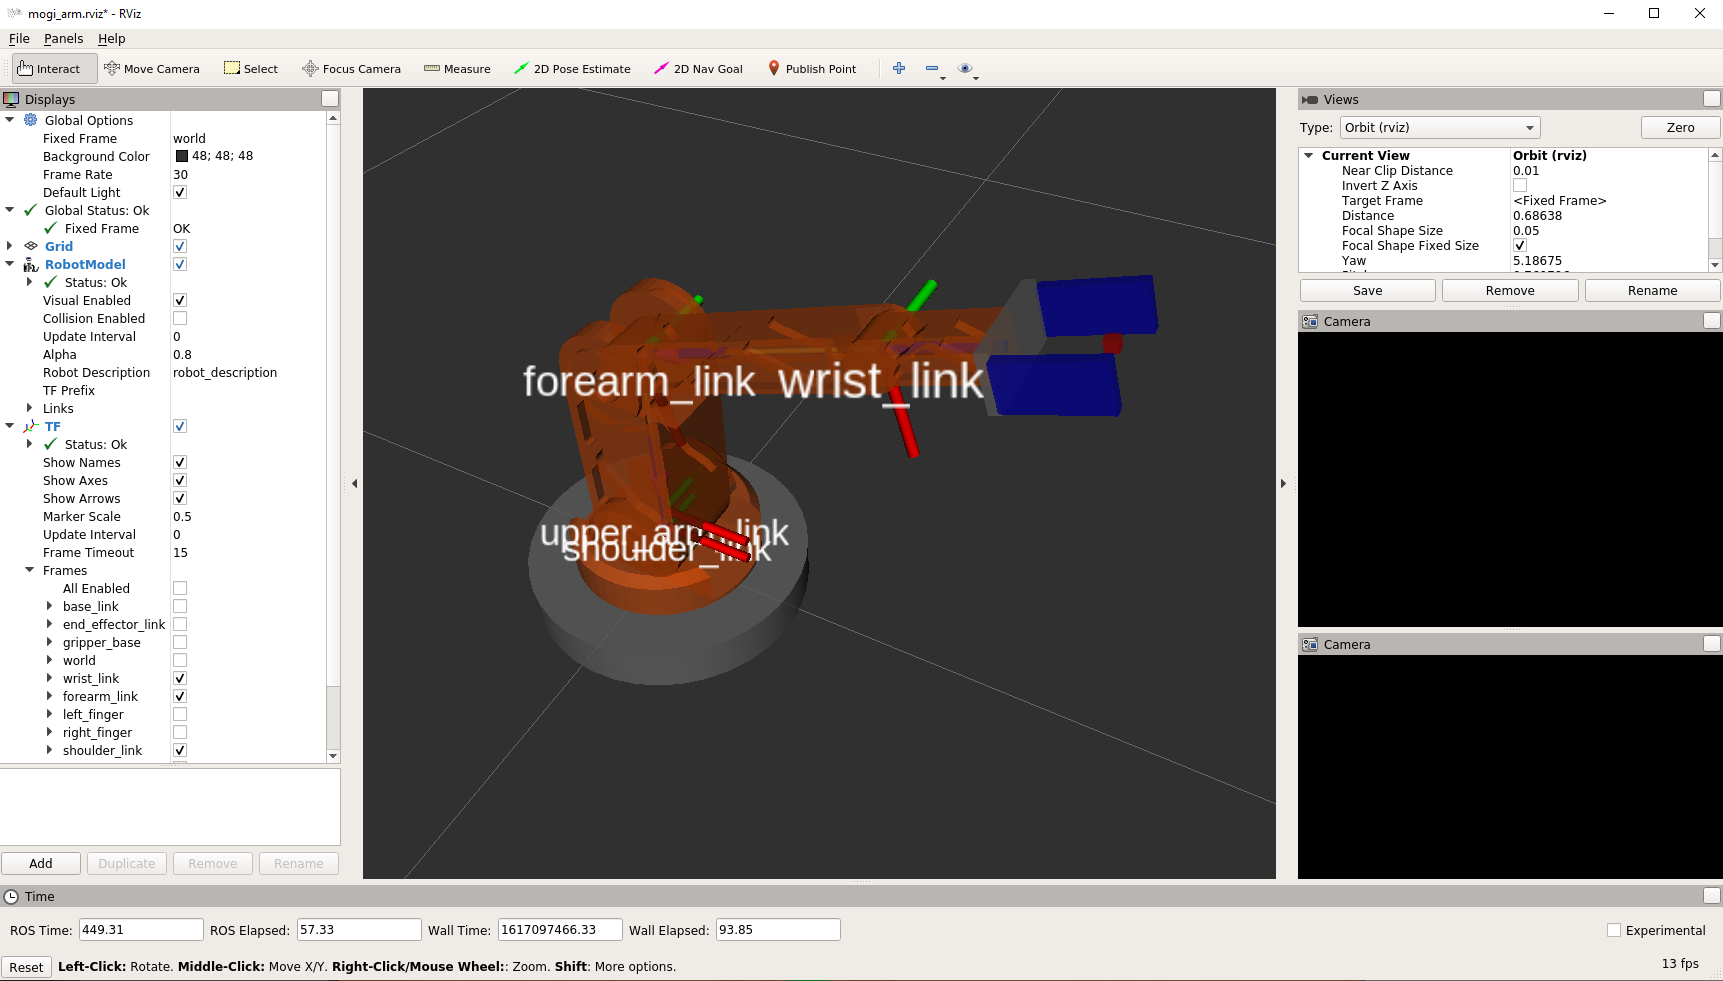 mogi_arm.rviz* - RViz
File Panels Help
Interact Move Camera Select Focus Camera Measure 2D Pose Estimate 2D Nav Goal Publish Point
Displays
Global Options
Fixed Frame world
Background Color 48; 48; 48
Frame Rate 30
Default Light
Global Status: Ok
Fixed Frame OK
Grid
RobotModel
Status: Ok
Visual Enabled
Collision Enabled
Update Interval 0
Alpha 0.8
Robot Description robot_description
TF Prefix
Links
TF
Status: Ok
Show Names
Show Axes
Show Arrows
Marker Scale 0.5
Update Interval 0
Frame Timeout 15
Frames
All Enabled
base_link
end_effector_link
gripper_base
world
wrist_link
forearm_link
left_finger
right_finger
shoulder_link
Add Duplicate Remove Rename
forearm_link wrist_link
upper_arm_link
shoulder_link
Views
Type: Orbit (rviz) Zero
Current View Orbit (rviz)
Near Clip Distance 0.01
Invert Z Axis
Target Frame <Fixed Frame>
Distance 0.68638
Focal Shape Size 0.05
Focal Shape Fixed Size
Yaw 5.18675
Save Remove Rename
Camera
Camera
Time
ROS Time: 449.31 ROS Elapsed: 57.33 Wall Time: 1617097466.33 Wall Elapsed: 93.85 Experimental
Reset Left-Click: Rotate. Middle-Click: Move X/Y. Right-Click/Mouse Wheel:: Zoom. Shift: More options. 13 fps